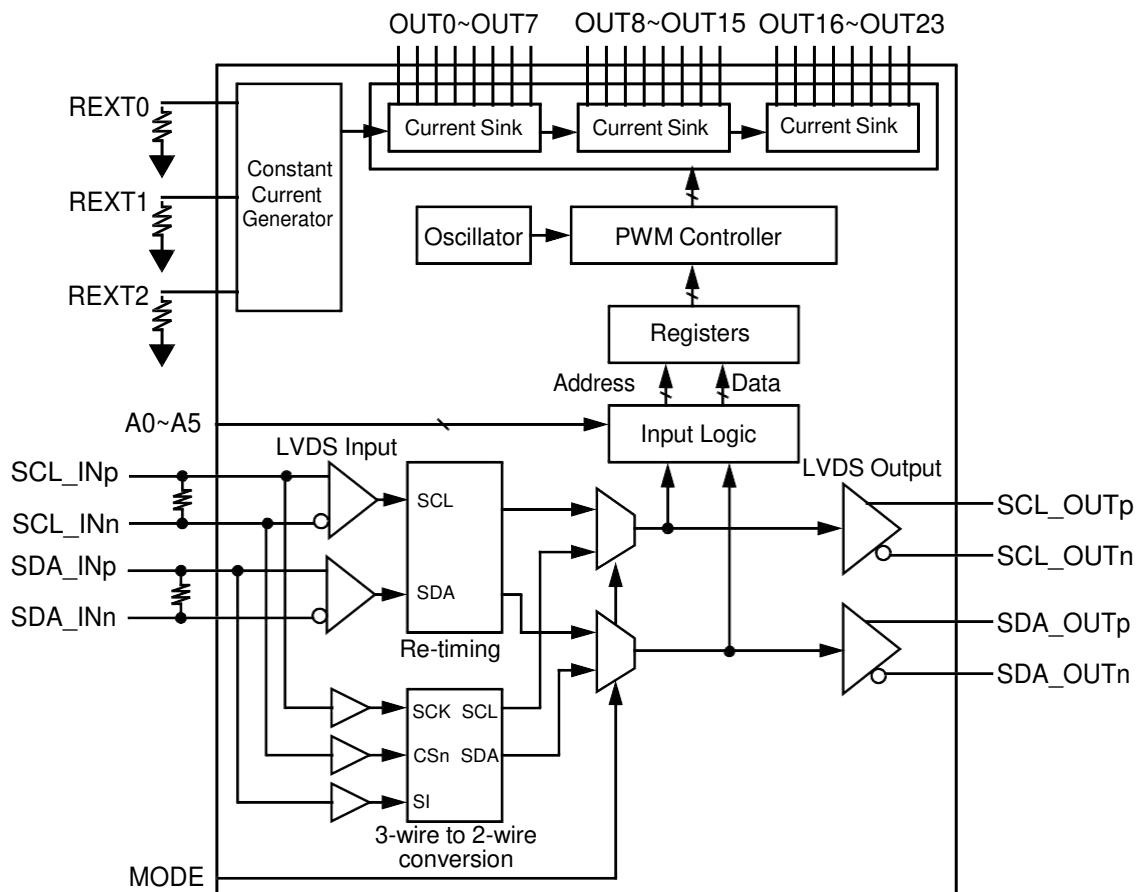 OUT0~OUT7
OUT8~OUT15
OUT16~OUT23
REXT0
Current Sink
Current Sink
Current Sink
Constant
Current
Generator
REXT1
Oscillator
PWM Controller
REXT2
Registers
Address
Data
A0~A5
Input Logic
LVDS Input
LVDS Output
SCL_INp
SCL
SCL_OUTp
SCL_INn
SCL_OUTn
SDA_INp
SDA
SDA_OUTp
SDA_INn
Re-timing
SDA_OUTn
SCK
SCL
CSn
SDA
SI
3-wire to 2-wire
conversion
MODE